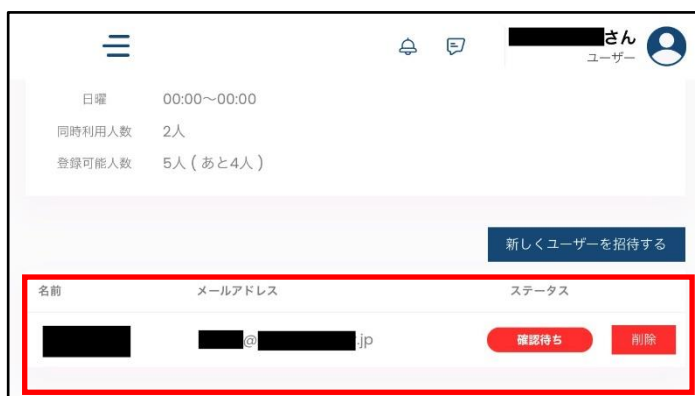 さん
ユーザー
日曜 00:00〜00:00
同時利用人数 2人
登録可能人数 5人 ( あと4人 )
新しくユーザーを招待する
名前 メールアドレス ステータス
@ .jp 確認待ち 削除